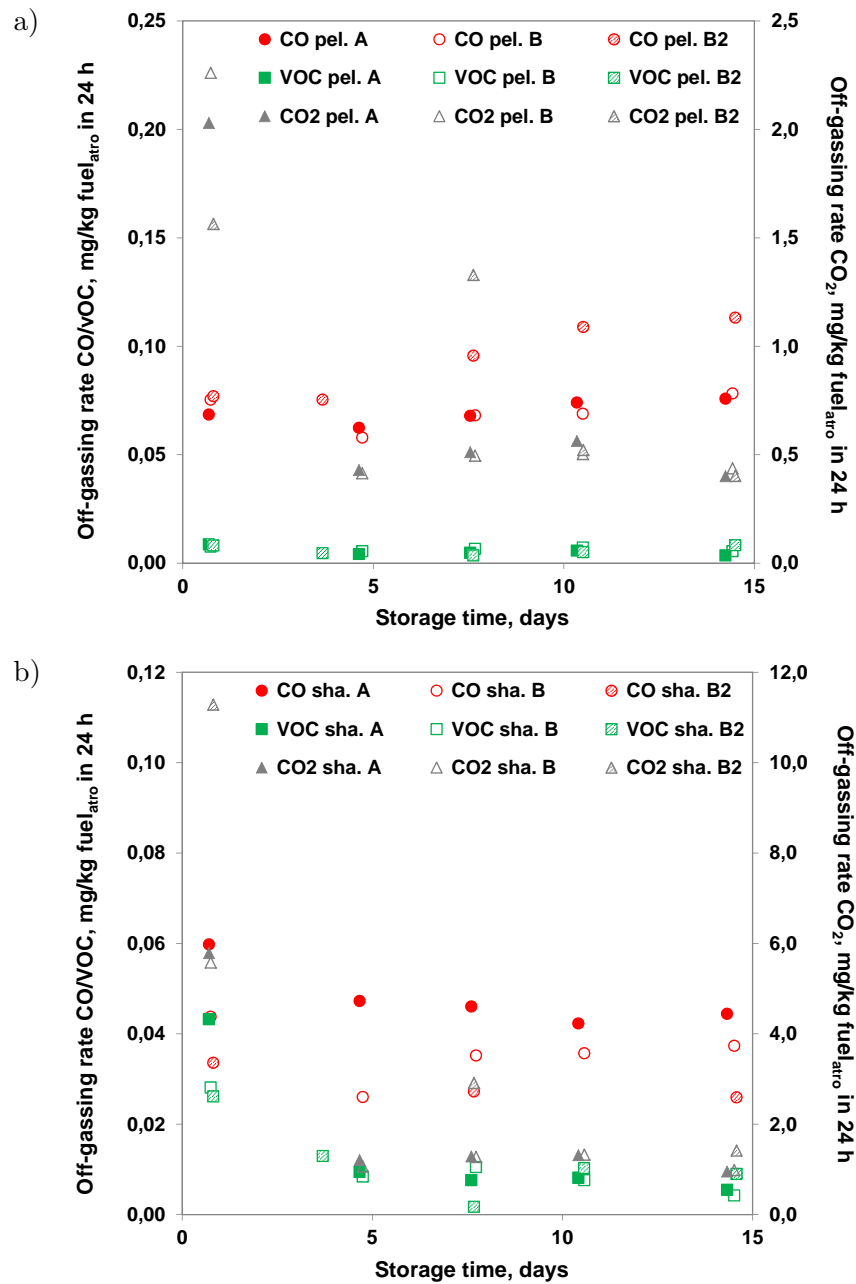 a)
0,25
0,20
0,15
0,10
0,05
0,00
Off-gassing rate CO/vOC, mg/kg fuel_atro in 24 h
CO pel. A CO pel. B CO pel. B2
VOC pel. A VOC pel. B VOC pel. B2
CO2 pel. A CO2 pel. B CO2 pel. B2
2,5
2,0
1,5
1,0
0,5
0,0
Off-gassing rate CO₂, mg/kg fuel_atro in 24 h
0 5 10 15
Storage time, days
b)
0,12
0,10
0,08
0,06
0,04
0,02
0,00
Off-gassing rate CO/VOC, mg/kg fuel_atro in 24 h
CO sha. A CO sha. B CO sha. B2
VOC sha. A VOC sha. B VOC sha. B2
CO2 sha. A CO2 sha. B CO2 sha. B2
12,0
10,0
8,0
6,0
4,0
2,0
0,0
Off-gassing rate CO₂, mg/kg fuel_atro in 24 h
0 5 10 15
Storage time, days